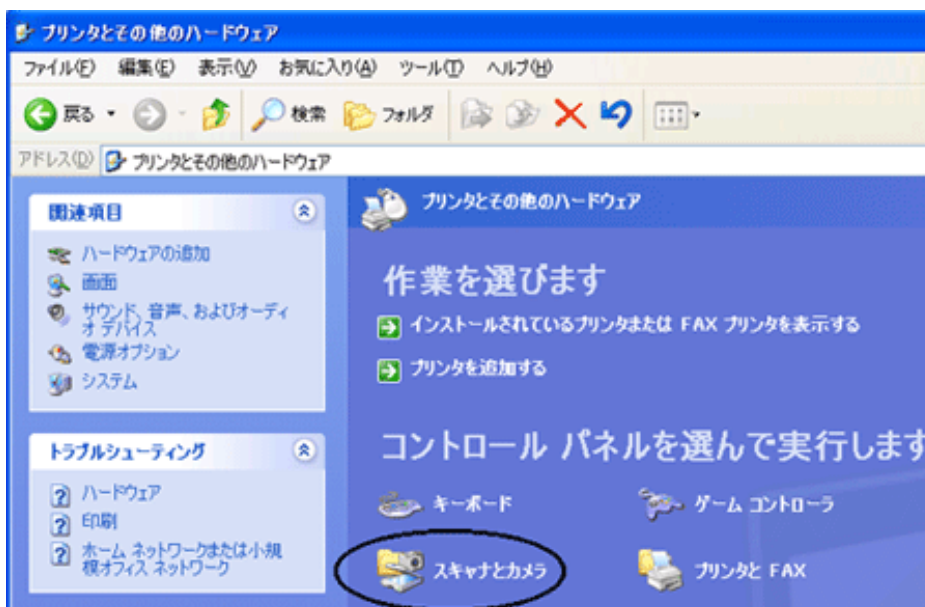 プリンタとその他のハードウェア
ファイル(F) 編集(E) 表示(V) お気に入り(A) ツール(T) ヘルプ(H)
戻る 検索 フォルダ
アドレス(D) プリンタとその他のハードウェア
関連項目
ハードウェアの追加
画面
サウンド、音声、およびオーディ
オ デバイス
電源オプション
システム
トラブルシューティング
ハードウェア
印刷
ホーム ネットワークまたは小規
模オフィス ネットワーク
プリンタとその他のハードウェア
作業を選びます
インストールされているプリンタまたは FAX プリンタを表示する
プリンタを追加する
コントロール パネルを選んで実行します
キーボード ゲーム コントローラ
スキャナとカメラ プリンタと FAX